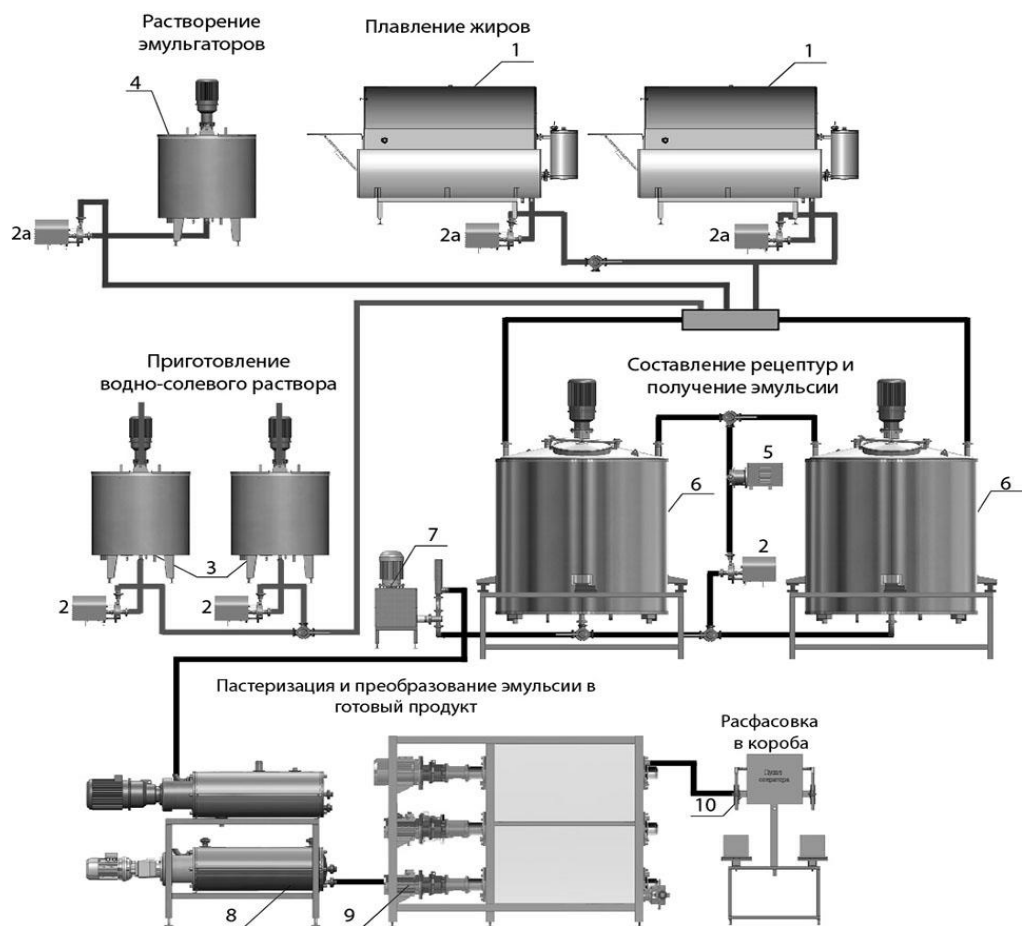 Растворение
эмульгаторов
Плавление жиров
1
1
4
2а
2а
2а
Приготовление
водно-солевого раствора
Составление рецептур и
получение эмульсии
5
6
6
7
2
3
2
2
Пастеризация и преобразование эмульсии в
готовый продукт
Расфасовка
в короба
10
8
9